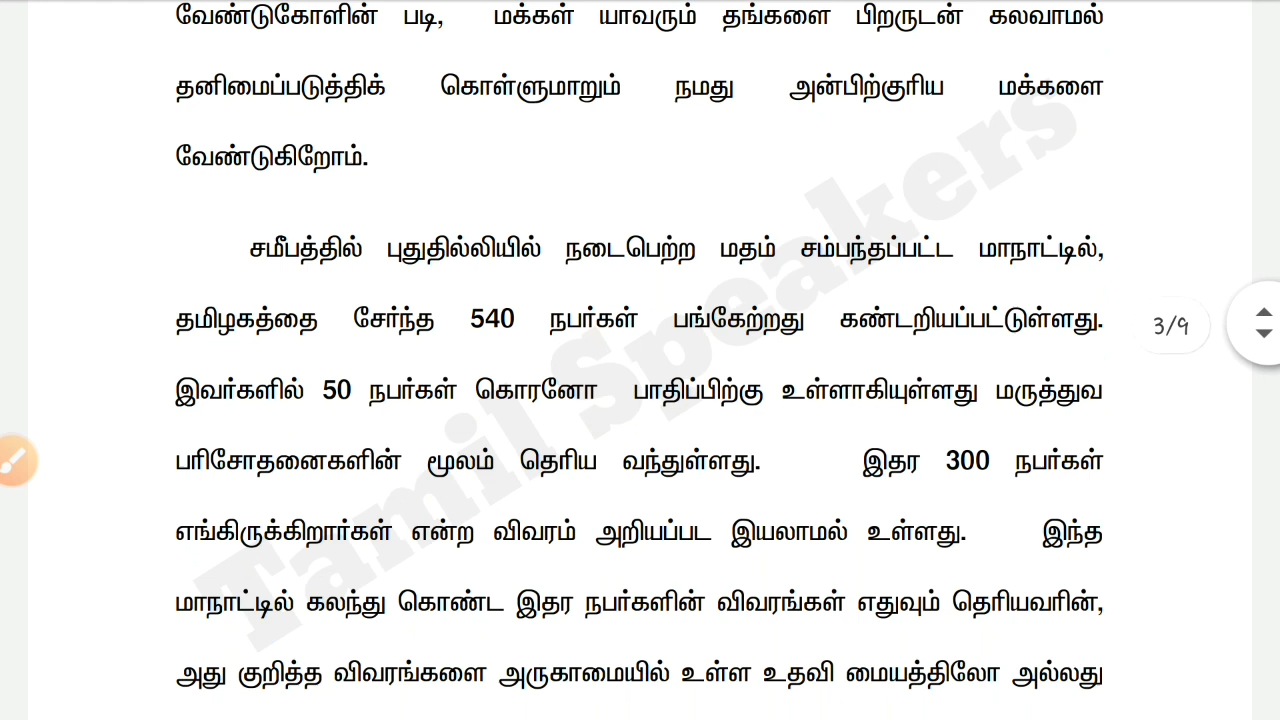 வேண்டுகோளின் படி, மக்கள் யாவரும் தங்களை பிறருடன் கலவாமல்
தனிமைப்படுத்திக் கொள்ளுமாறும் நமது அன்பிற்குரிய மக்களை
வேண்டுகிறோம்.
சமீபத்தில் புதுதில்லியில் நடைபெற்ற மதம் சம்பந்தப்பட்ட மாநாட்டில்,
தமிழகத்தை சேர்ந்த 540 நபர்கள் பங்கேற்றது கண்டறியப்பட்டுள்ளது.
3/9
இவர்களில் 50 நபர்கள் கொரனோ பாதிப்பிற்கு உள்ளாகியுள்ளது மருத்துவ
பரிசோதனைகளின் மூலம் தெரிய வந்துள்ளது. இதர 300 நபர்கள்
எங்கிருக்கிறார்கள் என்ற விவரம் அறியப்பட இயலாமல் உள்ளது. இந்த
மாநாட்டில் கலந்து கொண்ட இதர நபர்களின் விவரங்கள் எதுவும் தெரியவரின்,
அது குறித்த விவரங்களை அருகாமையில் உள்ள உதவி மையத்திலோ அல்லது
Tamil Speakers